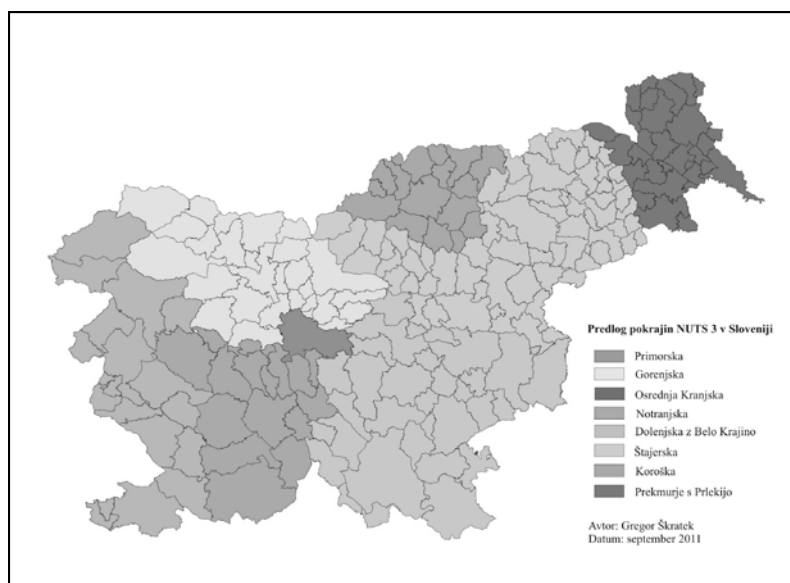 Predlog pokrajin NUTS 3 v Sloveniji
Primorska
Gorenjska
Osrednja Kranjska
Notranjska
Dolenjska z Belo Krajino
Štajerska
Koroška
Prekmurje s Prlekijo
Avtor: Gregor Škratek
Datum: september 2011